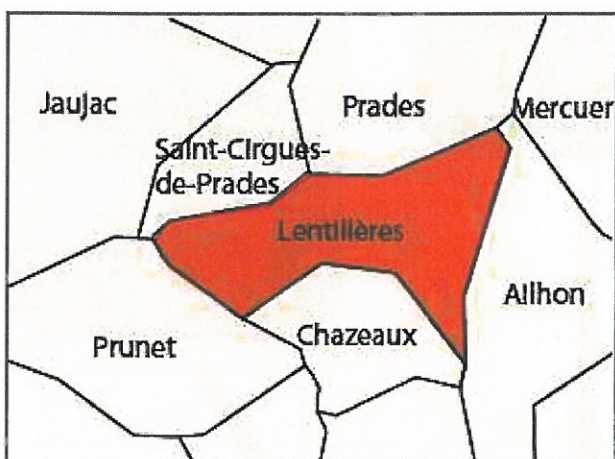 Jaujac
Prades
Mercuer
Saint-Cirgues-
de-Prades
Lentillères
Ailhon
Chazeaux
Prunet